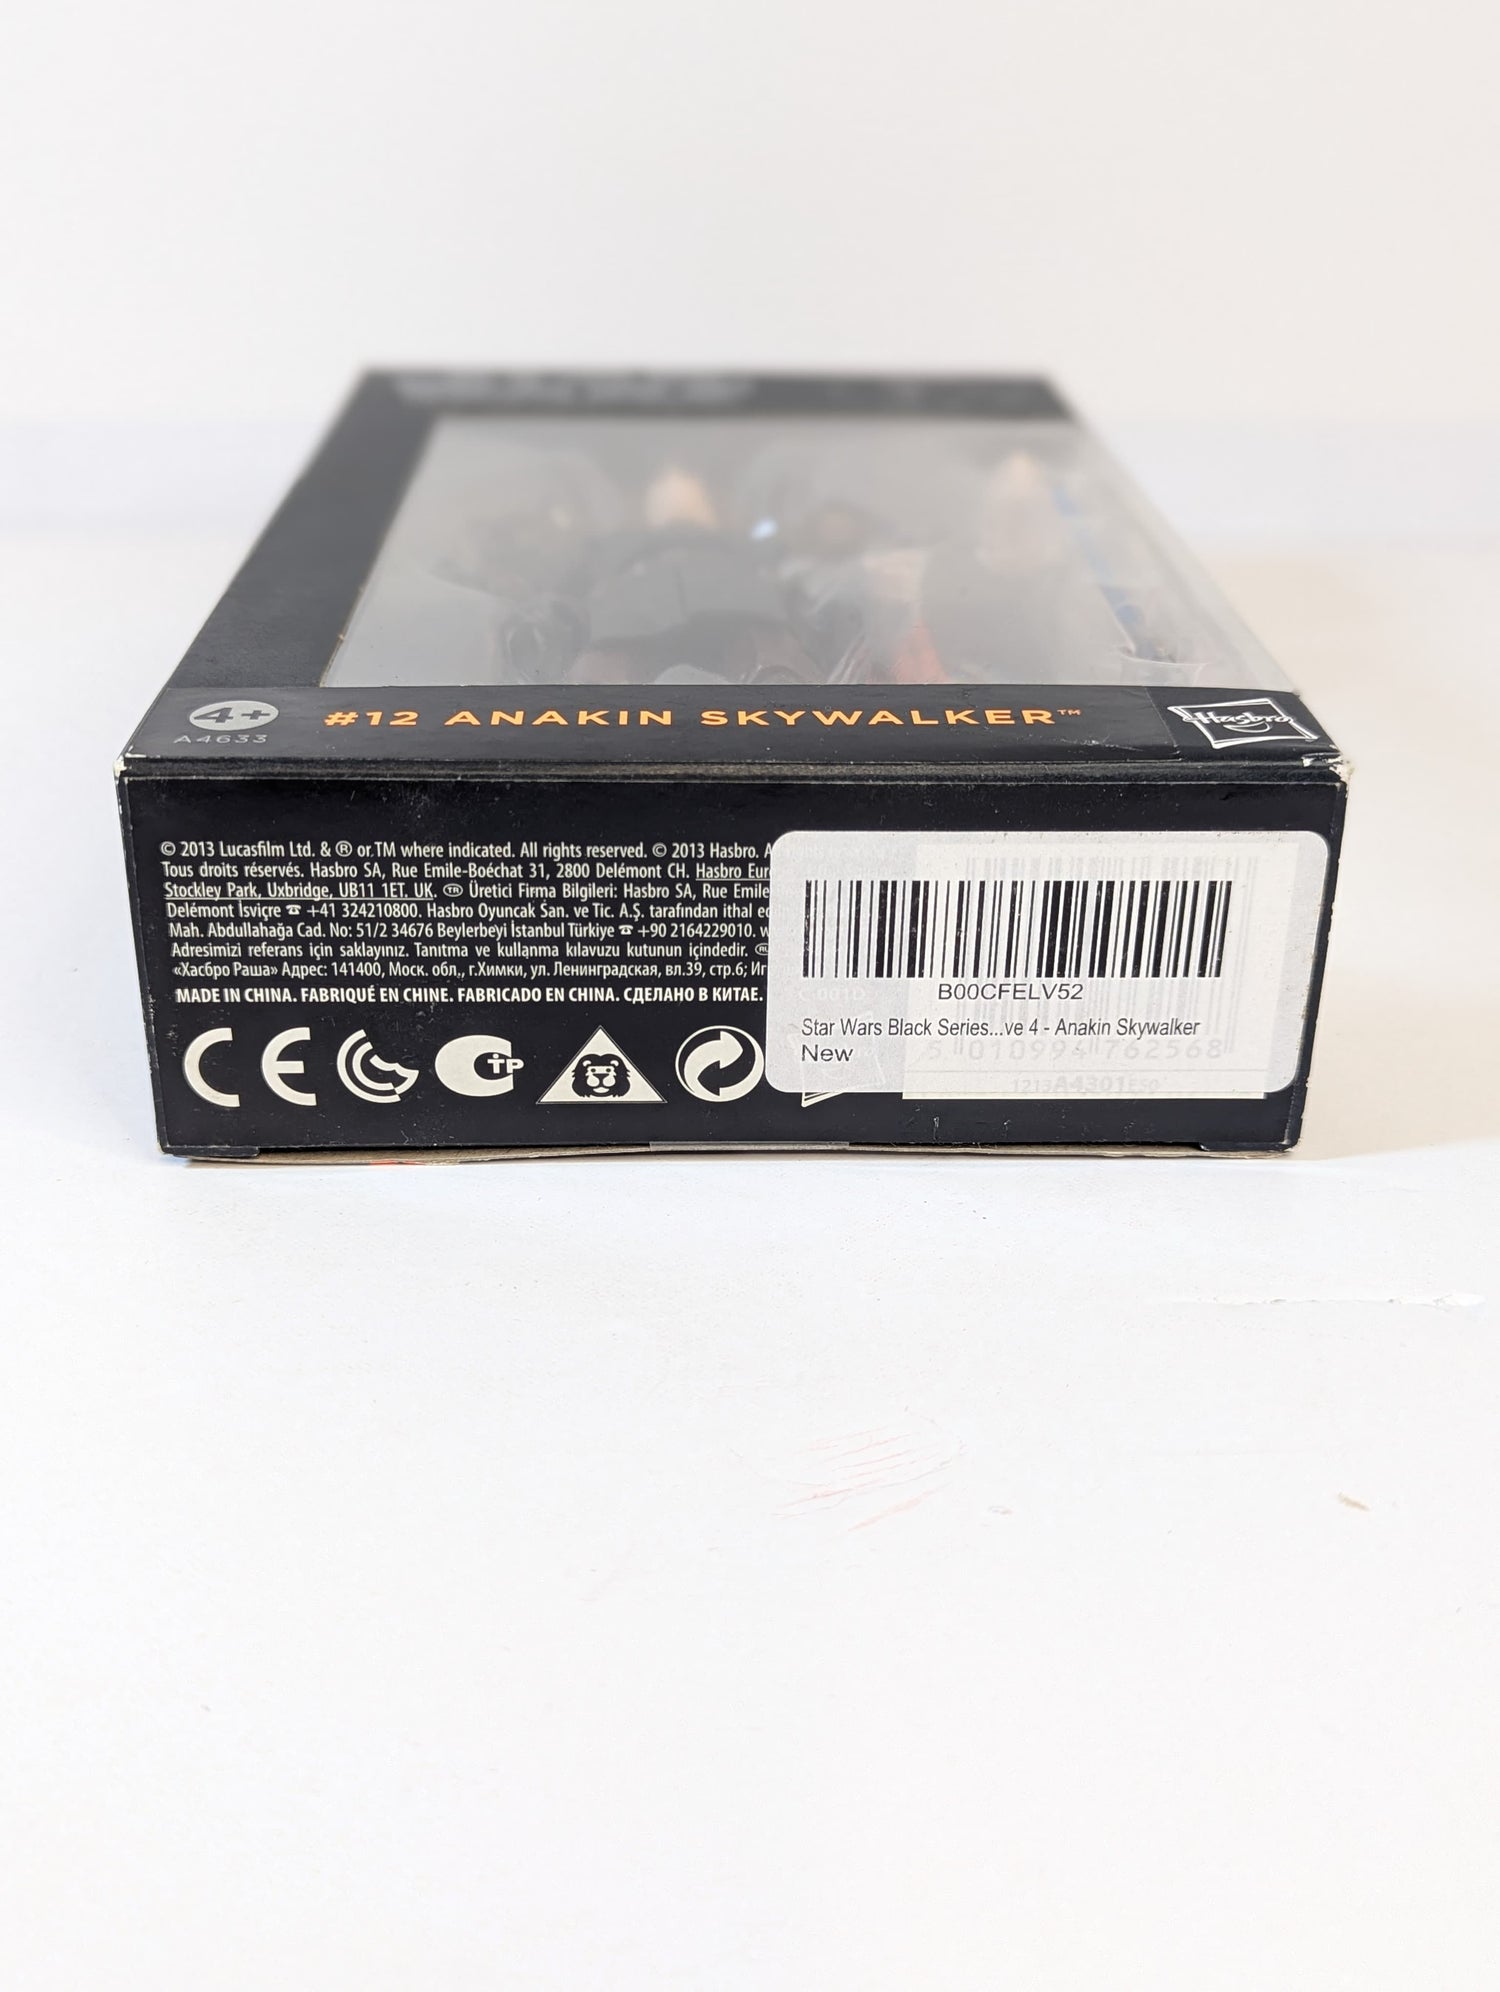 4+
A4633
#12 ANAKIN SKYWALKER™
Hasbro
© 2013 Lucasfilm Ltd. & ® or TM where indicated. All rights reserved. © 2013 Hasbro.
Tous droits réservés. Hasbro SA, Rue Emile-Boéchat 31, 2800 Delémont CH. Hasbro Eur
Stockley Park, Uxbridge, UB11 1ET. UK. TR Üretici Firma Bilgileri: Hasbro SA, Rue Emile
Delémont İsviçre ☎ +41 324210800. Hasbro Oyuncak San. ve Tic. A.Ş. tarafından ithal
Mah. Abdullahağa Cad. No: 51/2 34676 Beylerbeyi İstanbul Türkiye ☎ +90 2164229010.
Adresimizi referans için saklayınız. Tanıtma ve kullanma kılavuzu kutunun içindedir.
«Хасбро Раша» Адрес: 141400, Моск. обл., г.Химки, ул. Ленинградская, вл.39, стр.6;
MADE IN CHINA. FABRIQUÉ EN CHINE. FABRICADO EN CHINA. СДЕЛАНО В КИТАЕ.
B00CFELV52
Star Wars Black Series...ve 4 - Anakin Skywalker
New
5 010994 762568
1213A4301E50